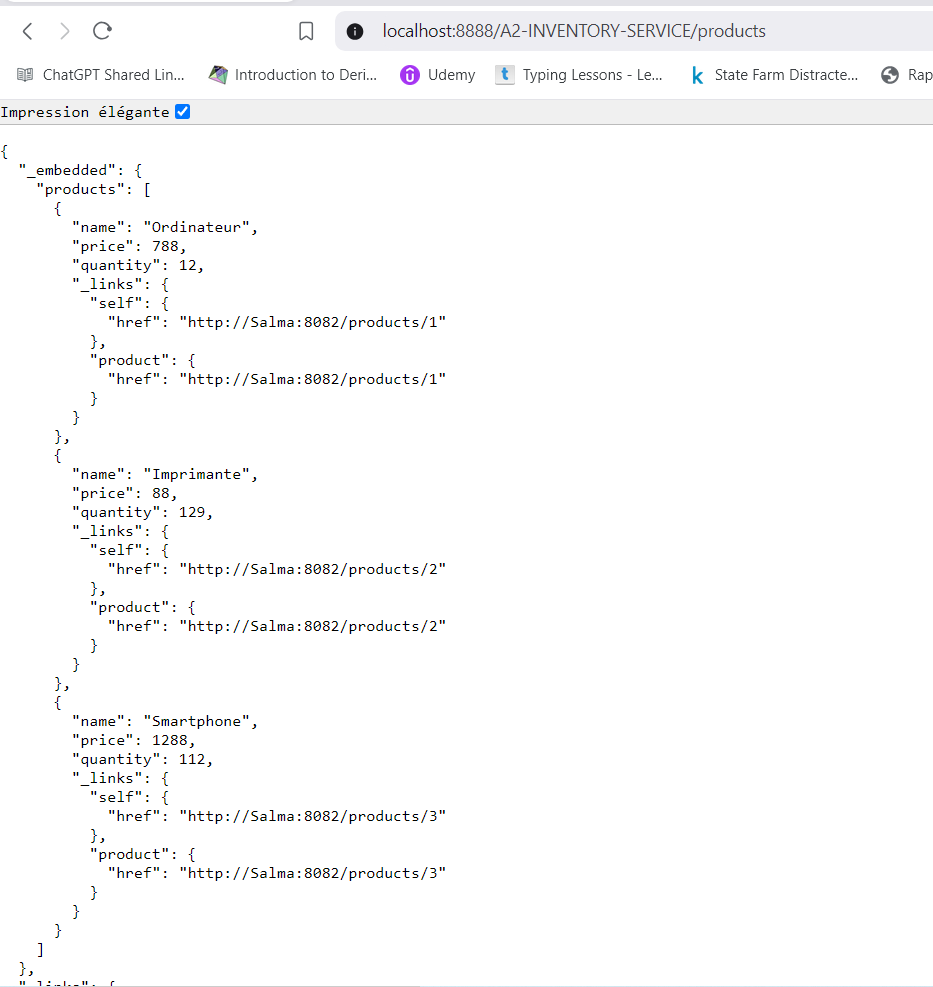 localhost:8888/A2-INVENTORY-SERVICE/products
ChatGPT Shared Lin... Introduction to Deri... Udemy Typing Lessons - Le... State Farm Distracte... Rap
Impression élégante
{
  "_embedded": {
    "products": [
      {
        "name": "Ordinateur",
        "price": 788,
        "quantity": 12,
        "_links": {
          "self": {
            "href": "http://Salma:8082/products/1"
          },
          "product": {
            "href": "http://Salma:8082/products/1"
          }
        }
      },
      {
        "name": "Imprimante",
        "price": 88,
        "quantity": 129,
        "_links": {
          "self": {
            "href": "http://Salma:8082/products/2"
          },
          "product": {
            "href": "http://Salma:8082/products/2"
          }
        }
      },
      {
        "name": "Smartphone",
        "price": 1288,
        "quantity": 112,
        "_links": {
          "self": {
            "href": "http://Salma:8082/products/3"
          },
          "product": {
            "href": "http://Salma:8082/products/3"
          }
        }
      }
    ]
  },
  "_links": {